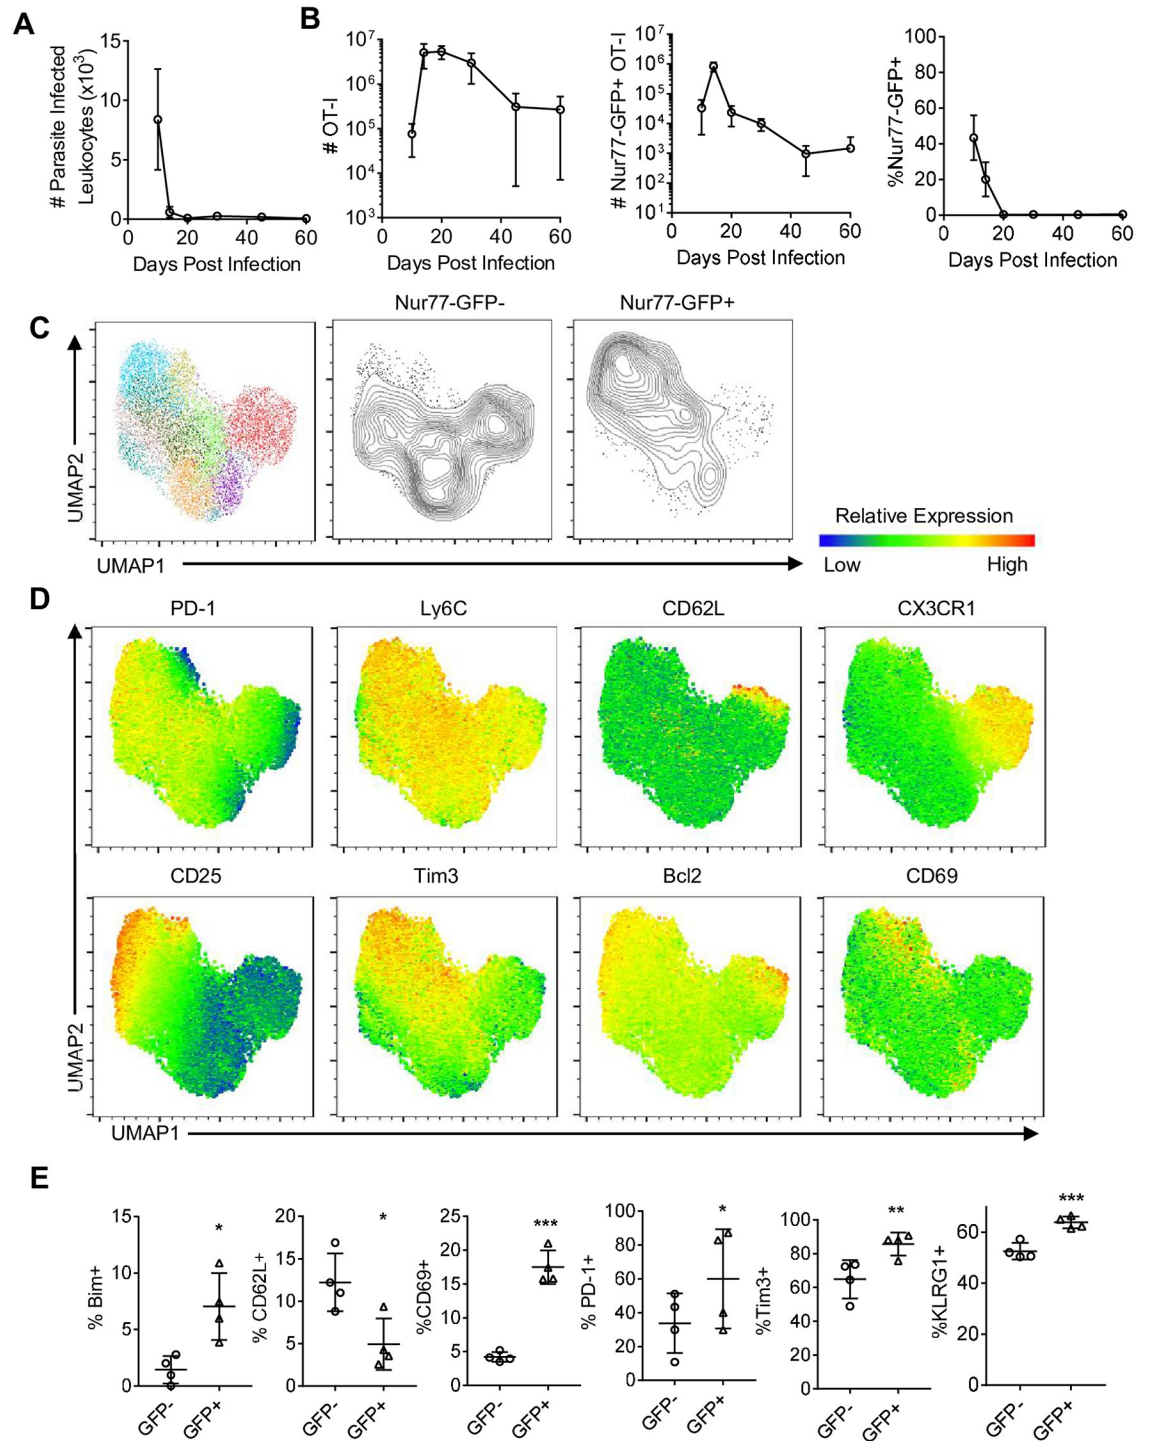 A
# Parasite Infected
Leukocytes (x10³)
15
10
5
0
0 20 40 60
Days Post Infection
B
# OT-I
10⁷
10⁶
10⁵
10⁴
10³
0 20 40 60
Days Post Infection
# Nur77-GFP+ OT-I
10⁷
10⁶
10⁵
10⁴
10³
10²
10¹
0 20 40 60
Days Post Infection
%Nur77-GFP+
100
80
60
40
20
0
0 20 40 60
Days Post Infection
C
Nur77-GFP-
Nur77-GFP+
UMAP2
UMAP1
Relative Expression
Low High
D
PD-1
Ly6C
CD62L
CX3CR1
CD25
Tim3
Bcl2
CD69
UMAP2
UMAP1
E
% Bim+
15
10
5
0
*
GFP-
GFP+
% CD62L+
20
15
10
5
0
*
GFP-
GFP+
%CD69+
25
20
15
10
5
0
***
GFP-
GFP+
% PD-1+
100
80
60
40
20
0
*
GFP-
GFP+
%Tim3+
100
80
60
40
20
0
**
GFP-
GFP+
%KLRG1+
60
40
20
0
***
GFP-
GFP+